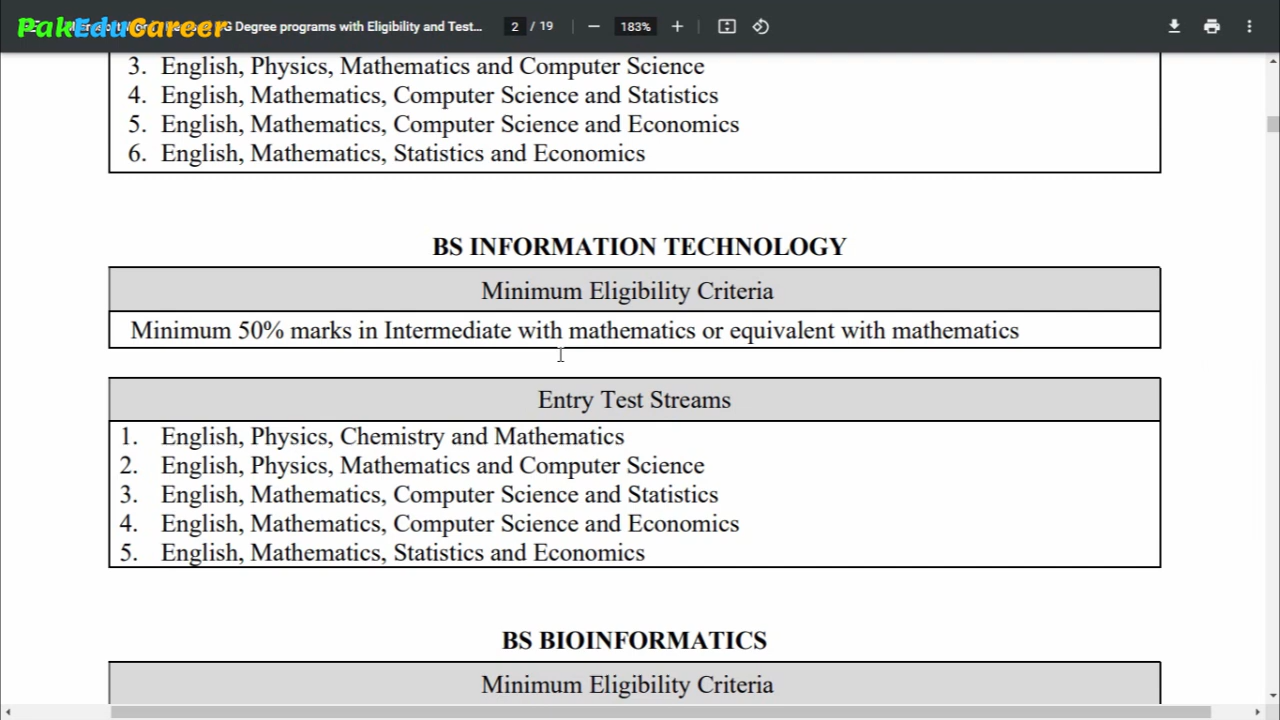 PakEduCareer
G Degree programs with Eligibility and Test...
2 / 19
183%
3. English, Physics, Mathematics and Computer Science
4. English, Mathematics, Computer Science and Statistics
5. English, Mathematics, Computer Science and Economics
6. English, Mathematics, Statistics and Economics
BS INFORMATION TECHNOLOGY
Minimum Eligibility Criteria
Minimum 50% marks in Intermediate with mathematics or equivalent with mathematics
Entry Test Streams
1. English, Physics, Chemistry and Mathematics
2. English, Physics, Mathematics and Computer Science
3. English, Mathematics, Computer Science and Statistics
4. English, Mathematics, Computer Science and Economics
5. English, Mathematics, Statistics and Economics
BS BIOINFORMATICS
Minimum Eligibility Criteria